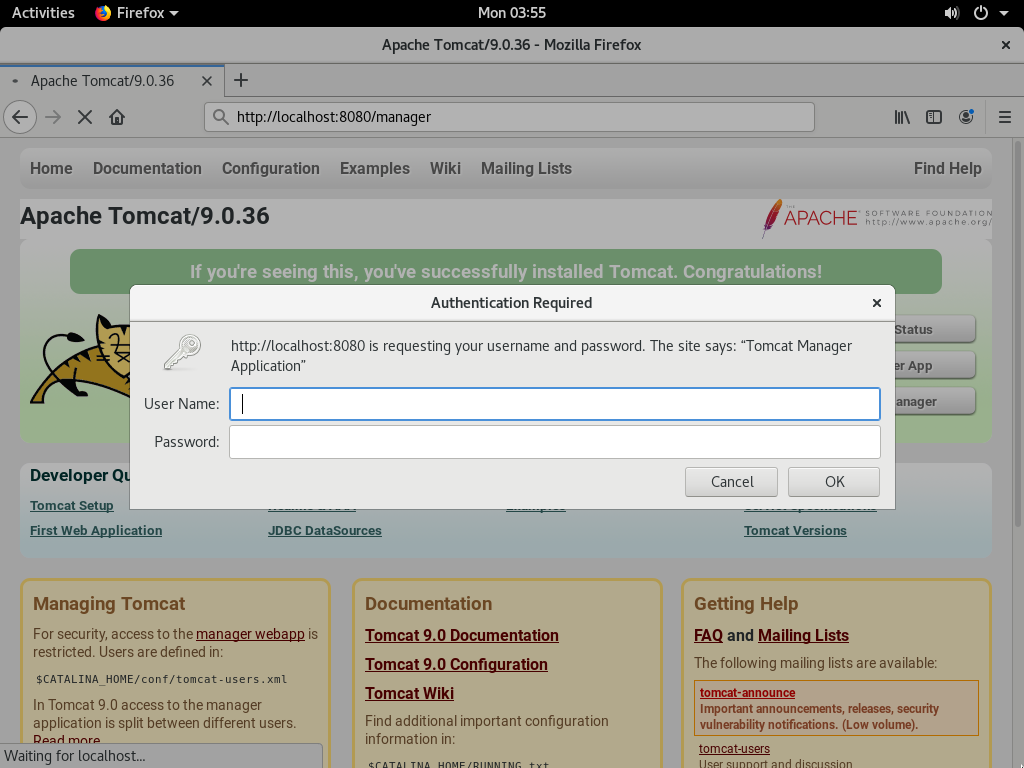 Activities Firefox Mon 03:55
Apache Tomcat/9.0.36 - Mozilla Firefox
Apache Tomcat/9.0.36
http://localhost:8080/manager
Home Documentation Configuration Examples Wiki Mailing Lists Find Help
Apache Tomcat/9.0.36
THE APACHE SOFTWARE FOUNDATION
http://www.apache.org/
If you're seeing this, you've successfully installed Tomcat. Congratulations!
Authentication Required
http://localhost:8080 is requesting your username and password. The site says: “Tomcat Manager
Application”
User Name:
Password:
Cancel OK
Status
App
Developer
Tomcat Setup
First Web Application JDBC DataSources Tomcat Versions
Managing Tomcat
For security, access to the manager webapp is
restricted. Users are defined in:
$CATALINA_HOME/conf/tomcat-users.xml
In Tomcat 9.0 access to the manager
application is split between different users.
Read more...
Waiting for localhost...
Documentation
Tomcat 9.0 Documentation
Tomcat 9.0 Configuration
Tomcat Wiki
Find additional important configuration
information in:
$CATALINA_HOME/RUNNING.txt
Getting Help
FAQ and Mailing Lists
The following mailing lists are available:
tomcat-announce
Important announcements, releases, security
vulnerability notifications. (Low volume).
tomcat-users
User support and discussion